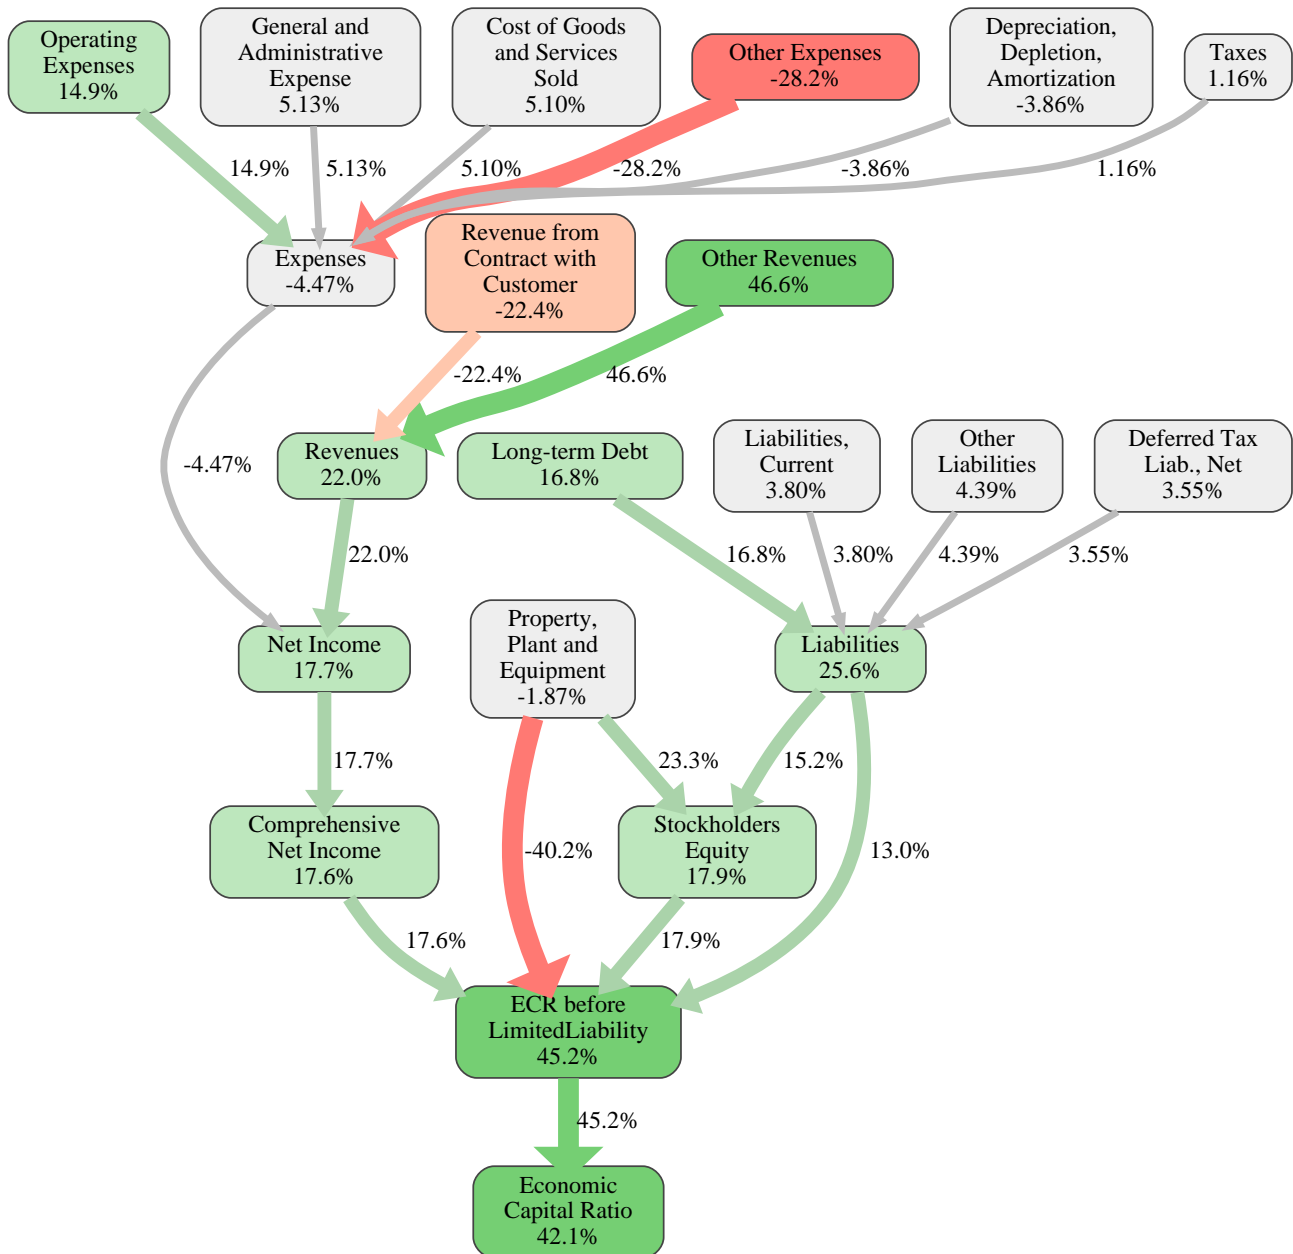 Operating
Expenses
14.9%
General and
Administrative
Expense
5.13%
Cost of Goods
and Services
Sold
5.10%
Other Expenses
-28.2%
Depreciation,
Depletion,
Amortization
-3.86%
Taxes
1.16%
14.9%
5.13%
5.10%
-28.2%
-3.86%
1.16%
Expenses
-4.47%
Revenue from
Contract with
Customer
-22.4%
Other Revenues
46.6%
-22.4%
46.6%
-4.47%
Revenues
22.0%
Long-term Debt
16.8%
Liabilities,
Current
3.80%
Other
Liabilities
4.39%
Deferred Tax
Liab., Net
3.55%
22.0%
16.8%
3.80%
4.39%
3.55%
Net Income
17.7%
Property,
Plant and
Equipment
-1.87%
Liabilities
25.6%
17.7%
23.3%
15.2%
Comprehensive
Net Income
17.6%
-40.2%
Stockholders
Equity
17.9%
13.0%
17.6%
17.9%
ECR before
LimitedLiability
45.2%
45.2%
Economic
Capital Ratio
42.1%